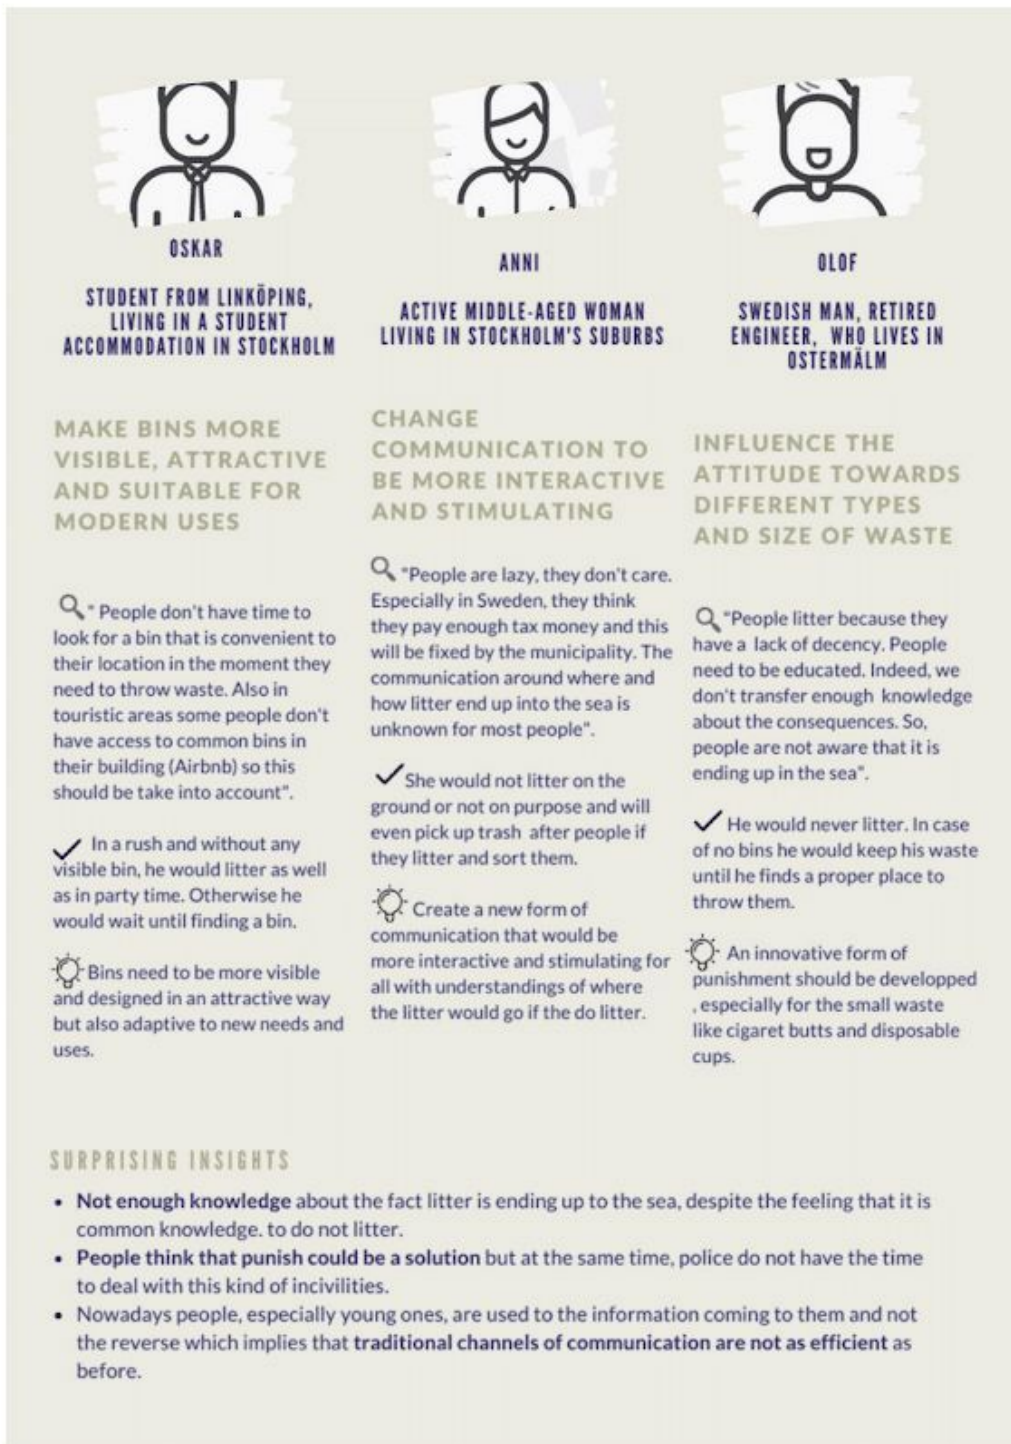 OSKAR
STUDENT FROM LINKÖPING,
LIVING IN A STUDENT
ACCOMMODATION IN STOCKHOLM
MAKE BINS MORE
VISIBLE, ATTRACTIVE
AND SUITABLE FOR
MODERN USES
" People don't have time to
look for a bin that is convenient to
their location in the moment they
need to throw waste. Also in
touristic areas some people don't
have access to common bins in
their building (Airbnb) so this
should be take into account".
In a rush and without any
visible bin, he would litter as well
as in party time. Otherwise he
would wait until finding a bin.
Bins need to be more visible
and designed in an attractive way
but also adaptive to new needs and
uses.
ANNI
ACTIVE MIDDLE-AGED WOMAN
LIVING IN STOCKHOLM'S SUBURBS
CHANGE
COMMUNICATION TO
BE MORE INTERACTIVE
AND STIMULATING
"People are lazy, they don't care.
Especially in Sweden, they think
they pay enough tax money and this
will be fixed by the municipality. The
communication around where and
how litter end up into the sea is
unknown for most people".
She would not litter on the
ground or not on purpose and will
even pick up trash after people if
they litter and sort them.
Create a new form of
communication that would be
more interactive and stimulating for
all with understandings of where
the litter would go if the do litter.
OLOF
SWEDISH MAN, RETIRED
ENGINEER, WHO LIVES IN
OSTERMÄLM
INFLUENCE THE
ATTITUDE TOWARDS
DIFFERENT TYPES
AND SIZE OF WASTE
"People litter because they
have a lack of decency. People
need to be educated. Indeed, we
don't transfer enough knowledge
about the consequences. So,
people are not aware that it is
ending up in the sea".
He would never litter. In case
of no bins he would keep his waste
until he finds a proper place to
throw them.
An innovative form of
punishment should be developped
, especially for the small waste
like cigaret butts and disposable
cups.
SURPRISING INSIGHTS
• Not enough knowledge about the fact litter is ending up to the sea, despite the feeling that it is
common knowledge. to do not litter.
• People think that punish could be a solution but at the same time, police do not have the time
to deal with this kind of incivilities.
• Nowadays people, especially young ones, are used to the information coming to them and not
the reverse which implies that traditional channels of communication are not as efficient as
before.